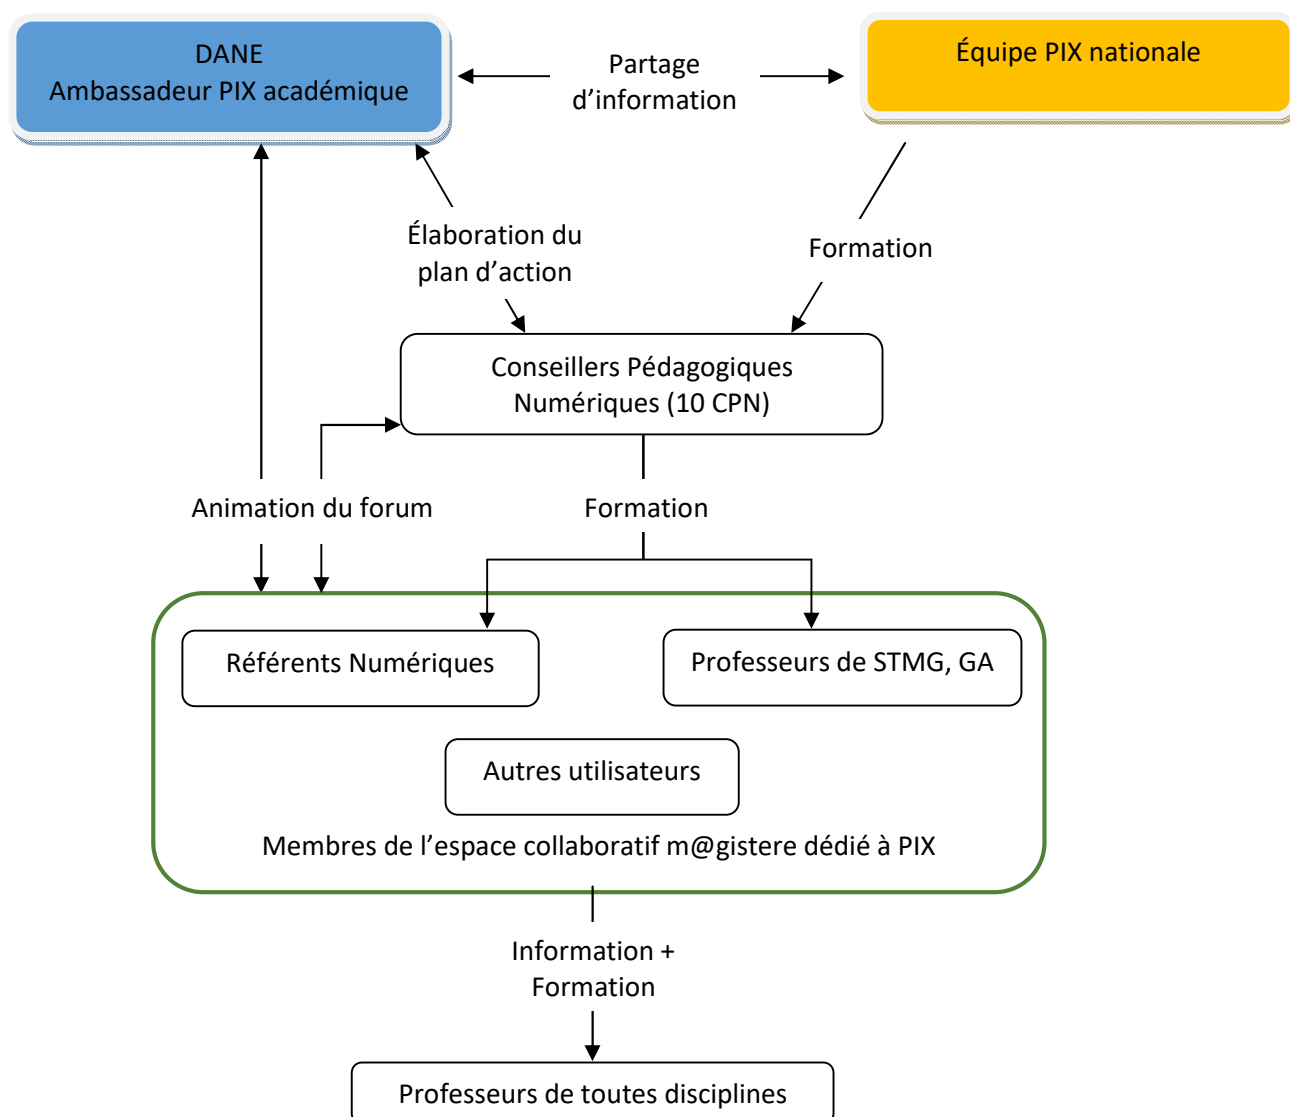 DANE
Ambassadeur PIX académique
Partage
d’information
Équipe PIX nationale
Élaboration du
plan d’action
Formation
Conseillers Pédagogiques
Numériques (10 CPN)
Animation du forum
Formation
Référents Numériques
Professeurs de STMG, GA
Autres utilisateurs
Membres de l’espace collaboratif m@gistere dédié à PIX
Information +
Formation
Professeurs de toutes disciplines